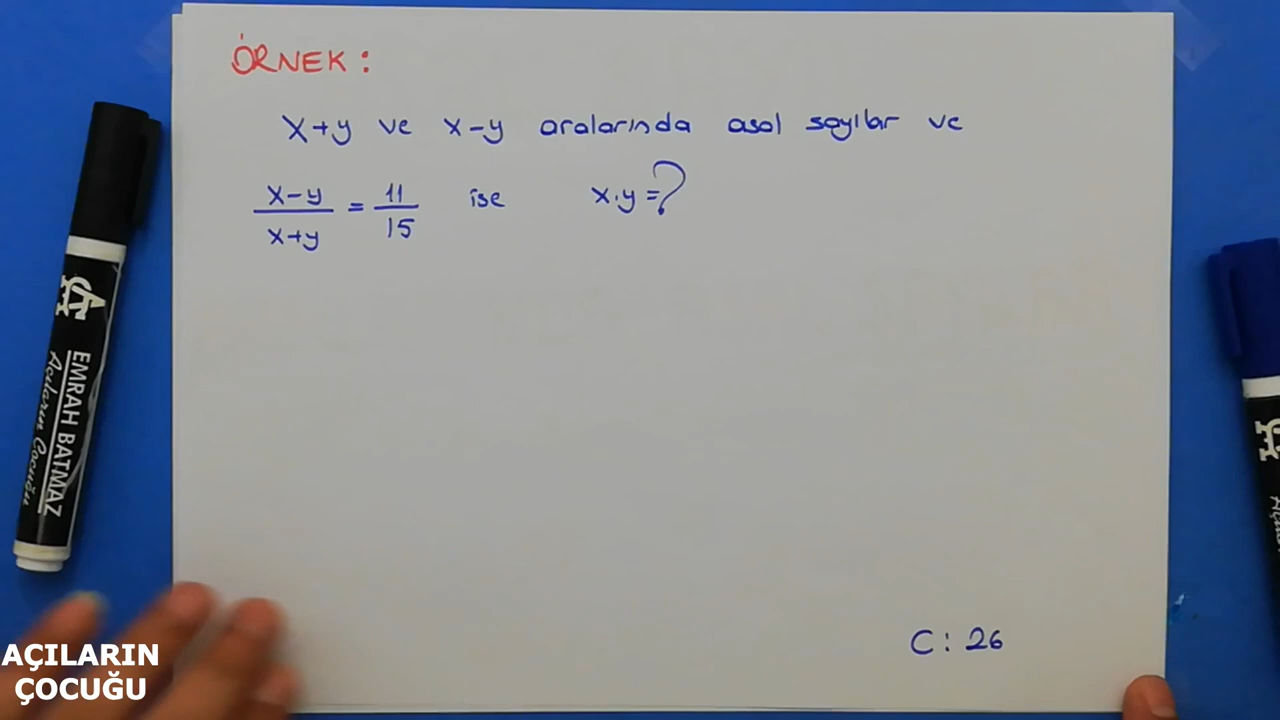 ÖRNEK :
x+y ve x-y aralarında asal sayılar ve
x-y / x+y = 11 / 15 ise x.y=?
C : 26
EMRAH BATMAZ
Açıların Çocuğu
AÇILARIN
ÇOCUĞU